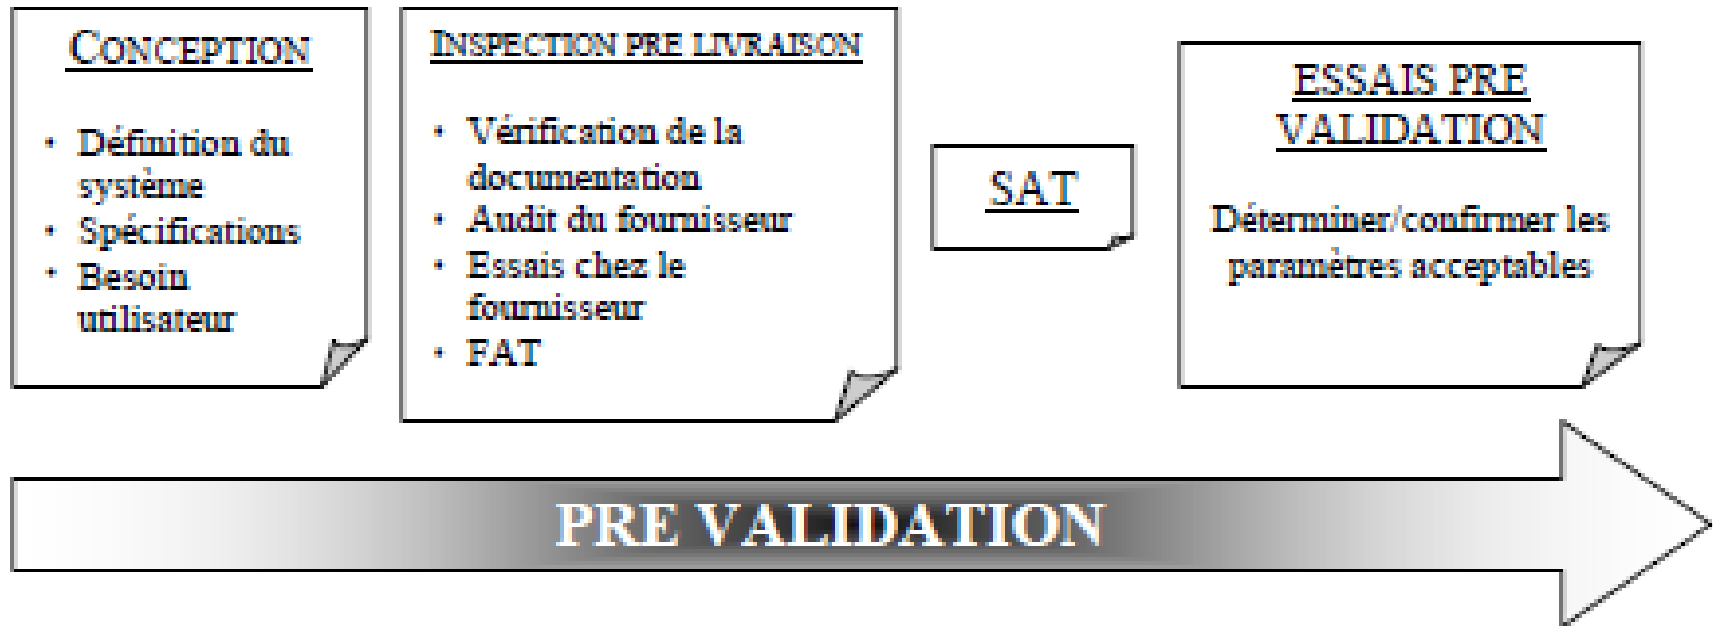 CONCEPTION
• Définition du
système
• Spécifications
• Besoin
utilisateur
INSPECTION PRE LIVRAISON
• Vérification de la
documentation
• Audit du fournisseur
• Essais chez le
fournisseur
• FAT
SAT
ESSAIS PRE
VALIDATION
Déterminer/confirmer les
paramètres acceptables
PRE VALIDATION